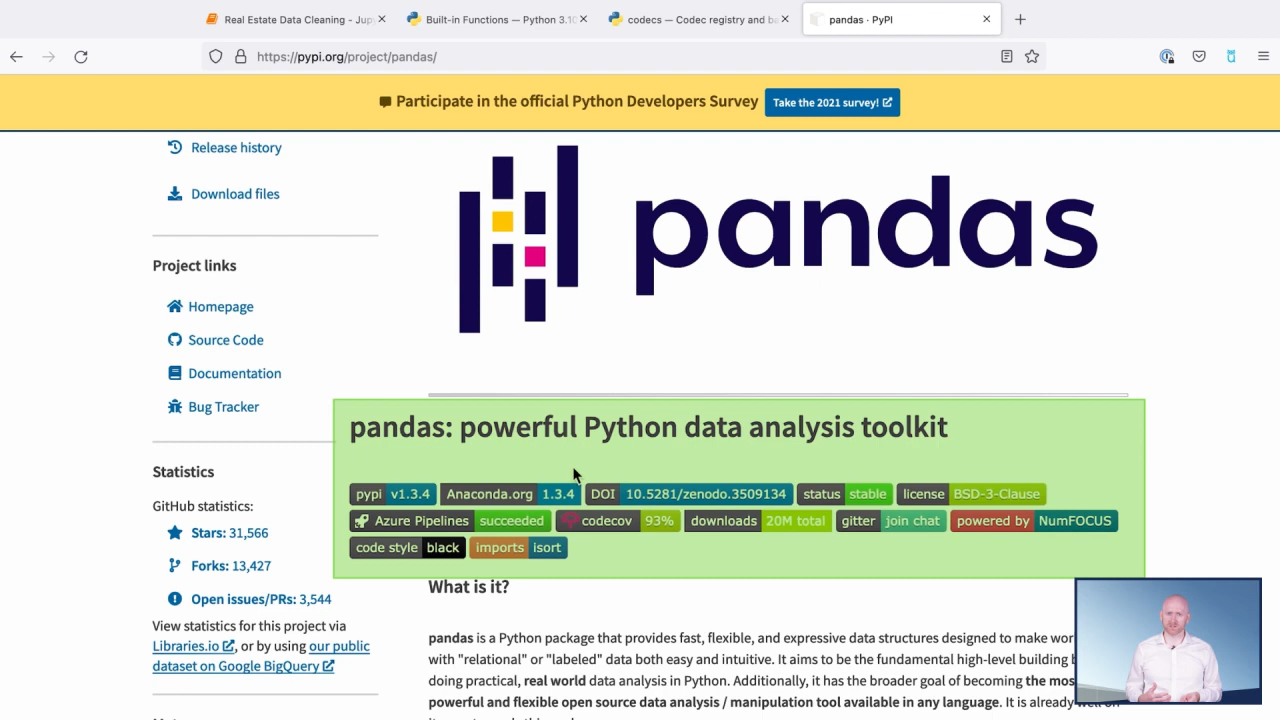 Real Estate Data Cleaning - Jup
Built-in Functions — Python 3.10
codecs — Codec registry and ba
pandas · PyPI
https://pypi.org/project/pandas/
Participate in the official Python Developers Survey
Take the 2021 survey!
Release history
Download files
pandas
Project links
Homepage
Source Code
Documentation
Bug Tracker
pandas: powerful Python data analysis toolkit
pypi v1.3.4 Anaconda.org 1.3.4 DOI 10.5281/zenodo.3509134 status stable license BSD-3-Clause
Azure Pipelines succeeded codecov 93% downloads 20M total gitter join chat powered by NumFOCUS
code style black imports isort
Statistics
GitHub statistics:
Stars: 31,566
Forks: 13,427
Open issues/PRs: 3,544
View statistics for this project via
Libraries.io, or by using our public
dataset on Google BigQuery
What is it?
pandas is a Python package that provides fast, flexible, and expressive data structures designed to make wor
with "relational" or "labeled" data both easy and intuitive. It aims to be the fundamental high-level building b
doing practical, real world data analysis in Python. Additionally, it has the broader goal of becoming the mos
powerful and flexible open source data analysis / manipulation tool available in any language. It is already well on